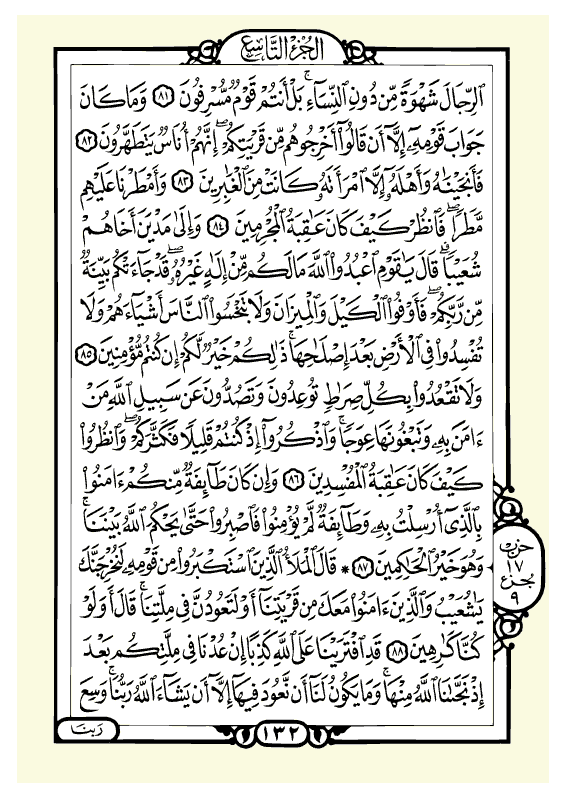 الجزء التاسع
الرِّجَالَ شَهْوَةً مِّن دُونِ النِّسَاءِ ۚ بَلْ أَنتُمْ قَوْمٌ مُّسْرِفُونَ ٨١ وَمَا كَانَ
جَوَابَ قَوْمِهِ إِلَّا أَن قَالُوا أَخْرِجُوهُم مِّن قَرْيَتِكُمْ ۖ إِنَّهُمْ أُنَاسٌ يَتَطَهَّرُونَ ٨٢
فَأَنجَيْنَاهُ وَأَهْلَهُ إِلَّا امْرَأَتَهُ كَانَتْ مِنَ الْغَابِرِينَ ٨٣ وَأَمْطَرْنَا عَلَيْهِم
مَّطَرًا ۖ فَانظُرْ كَيْفَ كَانَ عَاقِبَةُ الْمُجْرِمِينَ ٨٤ وَإِلَىٰ مَدْيَنَ أَخَاهُمْ
شُعَيْبًا ۗ قَالَ يَا قَوْمِ اعْبُدُوا اللَّهَ مَا لَكُم مِّنْ إِلَٰهٍ غَيْرُهُ ۖ قَدْ جَاءَتْكُم بَيِّنَةٌ
مِّن رَّبِّكُمْ ۖ فَأَوْفُوا الْكَيْلَ وَالْمِيزَانَ وَلَا تَبْخَسُوا النَّاسَ أَشْيَاءَهُمْ وَلَا
تُفْسِدُوا فِي الْأَرْضِ بَعْدَ إِصْلَاحِهَا ۚ ذَٰلِكُمْ خَيْرٌ لَّكُمْ إِن كُنتُم مُّؤْمِنِينَ ٨٥
وَلَا تَقْعُدُوا بِكُلِّ صِرَاطٍ تُوعِدُونَ وَتَصُدُّونَ عَن سَبِيلِ اللَّهِ مَنْ
ءَامَنَ بِهِ وَتَبْغُونَهَا عِوَجًا ۚ وَاذْكُرُوا إِذْ كُنتُمْ قَلِيلًا فَكَثَّرَكُمْ ۖ وَانظُرُوا
كَيْفَ كَانَ عَاقِبَةُ الْمُفْسِدِينَ ٨٦ وَإِن كَانَ طَائِفَةٌ مِّنكُمْ ءَامَنُوا
بِالَّذِي أُرْسِلْتُ بِهِ وَطَائِفَةٌ لَّمْ يُؤْمِنُوا فَاصْبِرُوا حَتَّىٰ يَحْكُمَ اللَّهُ بَيْنَنَا ۚ
وَهُوَ خَيْرُ الْحَاكِمِينَ ٨٧ * قَالَ الْمَلَأُ الَّذِينَ اسْتَكْبَرُوا مِن قَوْمِهِ لَنُخْرِجَنَّكَ
يَا شُعَيْبُ وَالَّذِينَ ءَامَنُوا مَعَكَ مِن قَرْيَتِنَا أَوْ لَتَعُودُنَّ فِي مِلَّتِنَا ۚ قَالَ أَوَلَوْ
كُنَّا كَارِهِينَ ٨٨ قَدِ افْتَرَيْنَا عَلَى اللَّهِ كَذِبًا إِنْ عُدْنَا فِي مِلَّتِكُم بَعْدَ
إِذْ نَجَّانَا اللَّهُ مِنْهَا ۚ وَمَا يَكُونُ لَنَا أَن نَّعُودَ فِيهَا إِلَّا أَن يَشَاءَ اللَّهُ رَبُّنَا ۚ وَسِعَ
حزب
١٧
جزء
٩
١٣٢
رَبُّنَا